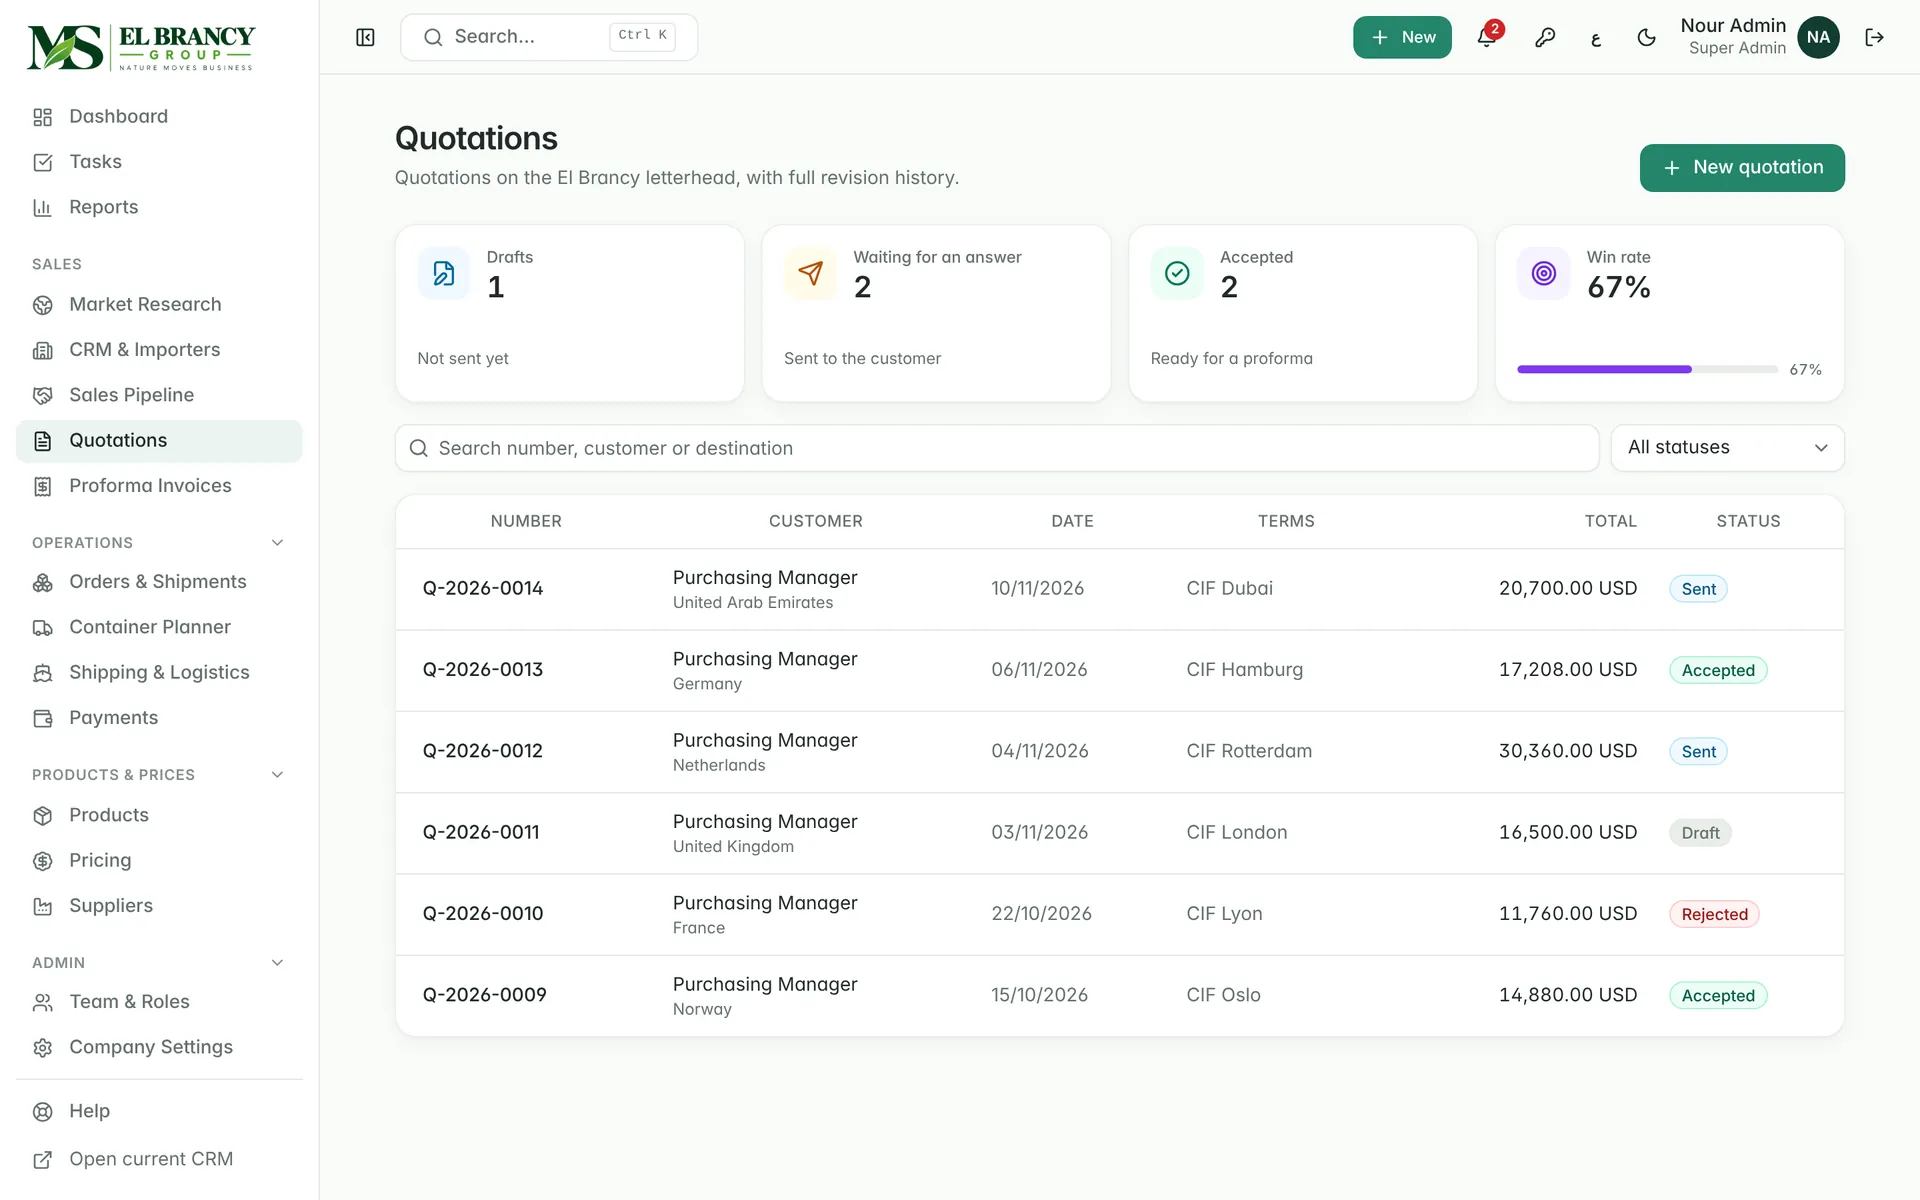 MS EL BRANCY
GROUP
NATURE MOVES BUSINESS
Search...
Ctrl K
New
2
ع
Nour Admin
Super Admin
NA
Dashboard
Tasks
Reports
SALES
Market Research
CRM & Importers
Sales Pipeline
Quotations
Proforma Invoices
OPERATIONS
Orders & Shipments
Container Planner
Shipping & Logistics
Payments
PRODUCTS & PRICES
Products
Pricing
Suppliers
ADMIN
Team & Roles
Company Settings
Help
Open current CRM
Quotations
Quotations on the El Brancy letterhead, with full revision history.
New quotation
Drafts
1
Not sent yet
Waiting for an answer
2
Sent to the customer
Accepted
2
Ready for a proforma
Win rate
67%
67%
Search number, customer or destination
All statuses
NUMBER CUSTOMER DATE TERMS TOTAL STATUS
Q-2026-0014 Purchasing Manager 10/11/2026 CIF Dubai 20,700.00 USD Sent
United Arab Emirates
Q-2026-0013 Purchasing Manager 06/11/2026 CIF Hamburg 17,208.00 USD Accepted
Germany
Q-2026-0012 Purchasing Manager 04/11/2026 CIF Rotterdam 30,360.00 USD Sent
Netherlands
Q-2026-0011 Purchasing Manager 03/11/2026 CIF London 16,500.00 USD Draft
United Kingdom
Q-2026-0010 Purchasing Manager 22/10/2026 CIF Lyon 11,760.00 USD Rejected
France
Q-2026-0009 Purchasing Manager 15/10/2026 CIF Oslo 14,880.00 USD Accepted
Norway